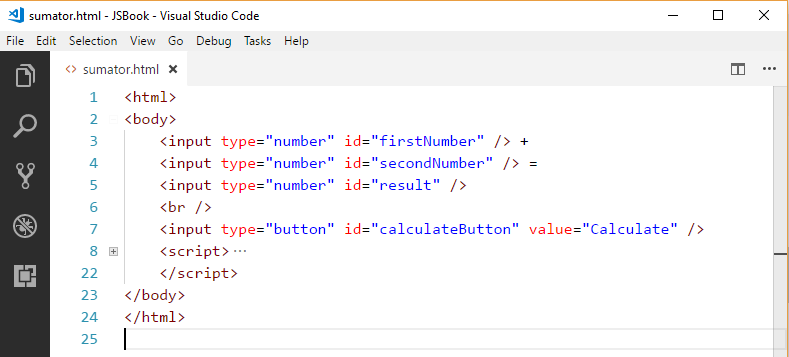 sumator.html - JSBook - Visual Studio Code
File Edit Selection View Go Debug Tasks Help
<> sumator.html
1 <html>
2 <body>
3 <input type="number" id="firstNumber" /> +
4 <input type="number" id="secondNumber" /> =
5 <input type="number" id="result" />
6 <br />
7 <input type="button" id="calculateButton" value="Calculate" />
8 <script>···
22 </script>
23 </body>
24 </html>
25